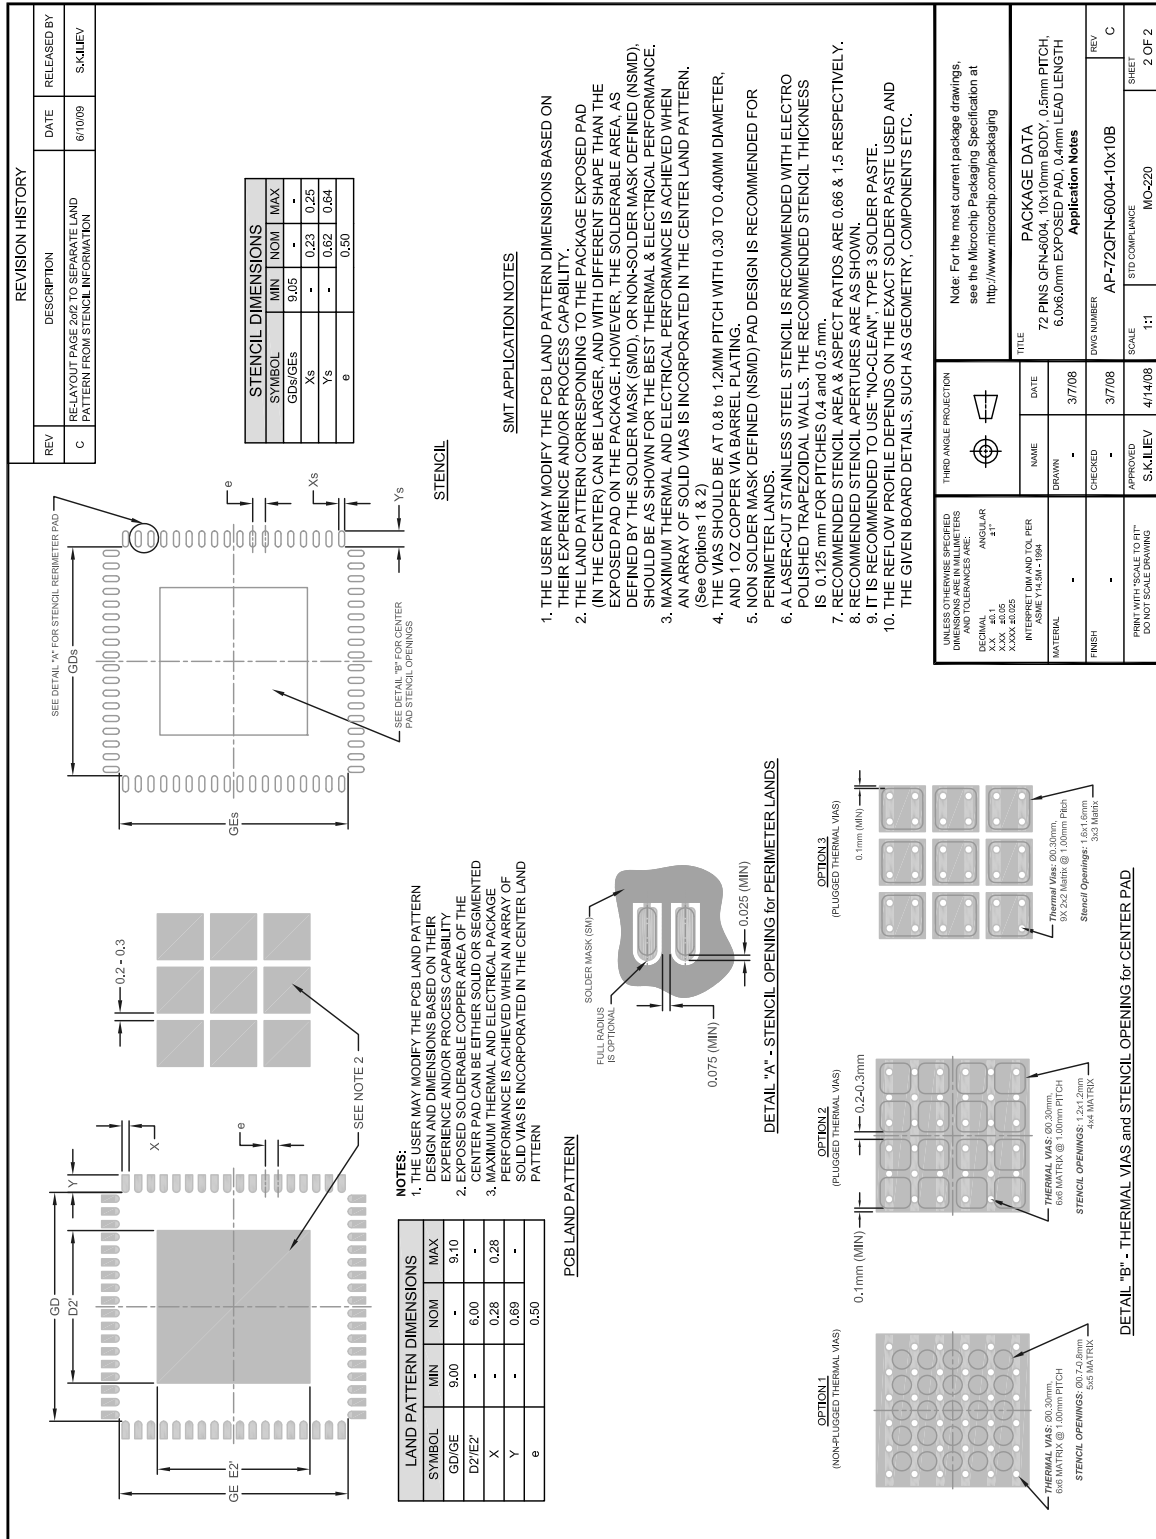 REVISION HISTORY
REV DESCRIPTION DATE RELEASED BY
C RE-LAYOUT PAGE 2of2 TO SEPARATE LAND PATTERN FROM STENCIL INFORMATION 6/10/09 S.K.ILIEV
GD
D2'
Y
X
e
GE
E2'
0.2 - 0.3
SEE NOTE 2
LAND PATTERN DIMENSIONS
SYMBOL MIN NOM MAX
GD/GE 9.00 - 9.10
D2'/E2' - 6.00 -
X - 0.28 0.28
Y - 0.69 -
e 0.50
NOTES:
1. THE USER MAY MODIFY THE PCB LAND PATTERN
DESIGN AND DIMENSIONS BASED ON THEIR
EXPERIENCE AND/OR PROCESS CAPABILITY
2. EXPOSED SOLDERABLE COPPER AREA OF THE
CENTER PAD CAN BE EITHER SOLID OR SEGMENTED
3. MAXIMUM THERMAL AND ELECTRICAL PACKAGE
PERFORMANCE IS ACHIEVED WHEN AN ARRAY OF
SOLID VIAS IS INCORPORATED IN THE CENTER LAND
PATTERN
PCB LAND PATTERN
SEE DETAIL "A" FOR STENCIL RERIMETER PAD
GDs
GEs
e
Xs
Ys
SEE DETAIL "B" FOR CENTER
PAD STENCIL OPENINGS
STENCIL
STENCIL DIMENSIONS
SYMBOL MIN NOM MAX
GDs/GEs 9.05 - -
Xs - 0.23 0.25
Ys - 0.62 0.64
e 0.50
SMT APPLICATION NOTES
1. THE USER MAY MODIFY THE PCB LAND PATTERN DIMENSIONS BASED ON
THEIR EXPERIENCE AND/OR PROCESS CAPABILITY.
2. THE LAND PATTERN CORRESPONDING TO THE PACKAGE EXPOSED PAD
(IN THE CENTER) CAN BE LARGER, AND WITH DIFFERENT SHAPE THAN THE
EXPOSED PAD ON THE PACKAGE. HOWEVER, THE SOLDERABLE AREA, AS
DEFINED BY THE SOLDER MASK (SMD), OR NON-SOLDER MASK DEFINED (NSMD),
SHOULD BE AS SHOWN FOR THE BEST THERMAL & ELECTRICAL PERFORMANCE.
3. MAXIMUM THERMAL AND ELECTRICAL PERFORMANCE IS ACHIEVED WHEN
AN ARRAY OF SOLID VIAS IS INCORPORATED IN THE CENTER LAND PATTERN.
(See Options 1 & 2)
4. THE VIAS SHOULD BE AT 0.8 to 1.2MM PITCH WITH 0.30 TO 0.40MM DIAMETER,
AND 1 OZ COPPER VIA BARREL PLATING.
5. NON SOLDER MASK DEFINED (NSMD) PAD DESIGN IS RECOMMENDED FOR
PERIMETER LANDS.
6. A LASER-CUT STAINLESS STEEL STENCIL IS RECOMMENDED WITH ELECTRO
POLISHED TRAPEZOIDAL WALLS. THE RECOMMENDED STENCIL THICKNESS
IS 0.125 mm FOR PITCHES 0.4 and 0.5 mm.
7. RECOMMENDED STENCIL AREA & ASPECT RATIOS ARE 0.66 & 1.5 RESPECTIVELY.
8. RECOMMENDED STENCIL APERTURES ARE AS SHOWN.
9. IT IS RECOMMENDED TO USE "NO-CLEAN", TYPE 3 SOLDER PASTE.
10. THE REFLOW PROFILE DEPENDS ON THE EXACT SOLDER PASTE USED AND
THE GIVEN BOARD DETAILS, SUCH AS GEOMETRY, COMPONENTS ETC.
SOLDER MASK (SM)
FULL RADIUS
IS OPTIONAL
0.075 (MIN)
0.025 (MIN)
DETAIL "A" - STENCIL OPENING for PERIMETER LANDS
OPTION 1
(NON-PLUGGED THERMAL VIAS)
THERMAL VIAS: Ø0.30mm,
6x6 MATRIX @ 1.00mm PITCH
STENCIL OPENINGS: Ø0.7-0.8mm
5x5 MATRIX
OPTION 2
(PLUGGED THERMAL VIAS)
0.1mm (MIN)
0.2-0.3mm
THERMAL VIAS: Ø0.30mm,
6x6 MATRIX @ 1.00mm PITCH
STENCIL OPENINGS: 1.2x1.2mm
4x4 MATRIX
OPTION 3
(PLUGGED THERMAL VIAS)
0.1mm (MIN)
Thermal Vias: Ø0.30mm,
9X 2x2 Matrix @ 1.00mm Pitch
Stencil Openings: 1.6x1.6mm
3x3 Matrix
DETAIL "B" - THERMAL VIAS and STENCIL OPENING for CENTER PAD
UNLESS OTHERWISE SPECIFIED
DIMENSIONS ARE IN MILLIMETERS
AND TOLERANCES ARE:
DECIMAL ANGULAR
X.X ±0.1 ±1°
X.XX ±0.05
X.XXX ±0.025
INTERPRET DIM AND TOL PER
ASME Y14.5M - 1994
MATERIAL
-
FINISH
-
PRINT WITH "SCALE TO FIT"
DO NOT SCALE DRAWING
THIRD ANGLE PROJECTION
NAME DATE
DRAWN - 3/7/08
CHECKED - 3/7/08
APPROVED S.K.ILIEV 4/14/08
Note: For the most current package drawings,
see the Microchip Packaging Specification at
http://www.microchip.com/packaging
TITLE
PACKAGE DATA
72 PINS QFN-6004, 10x10mm BODY, 0.5mm PITCH,
6.0x6.0mm EXPOSED PAD, 0.4mm LEAD LENGTH
Application Notes
DWG NUMBER AP-72QFN-6004-10x10B
REV C
SCALE 1:1
STD COMPLIANCE MO-220
SHEET 2 OF 2